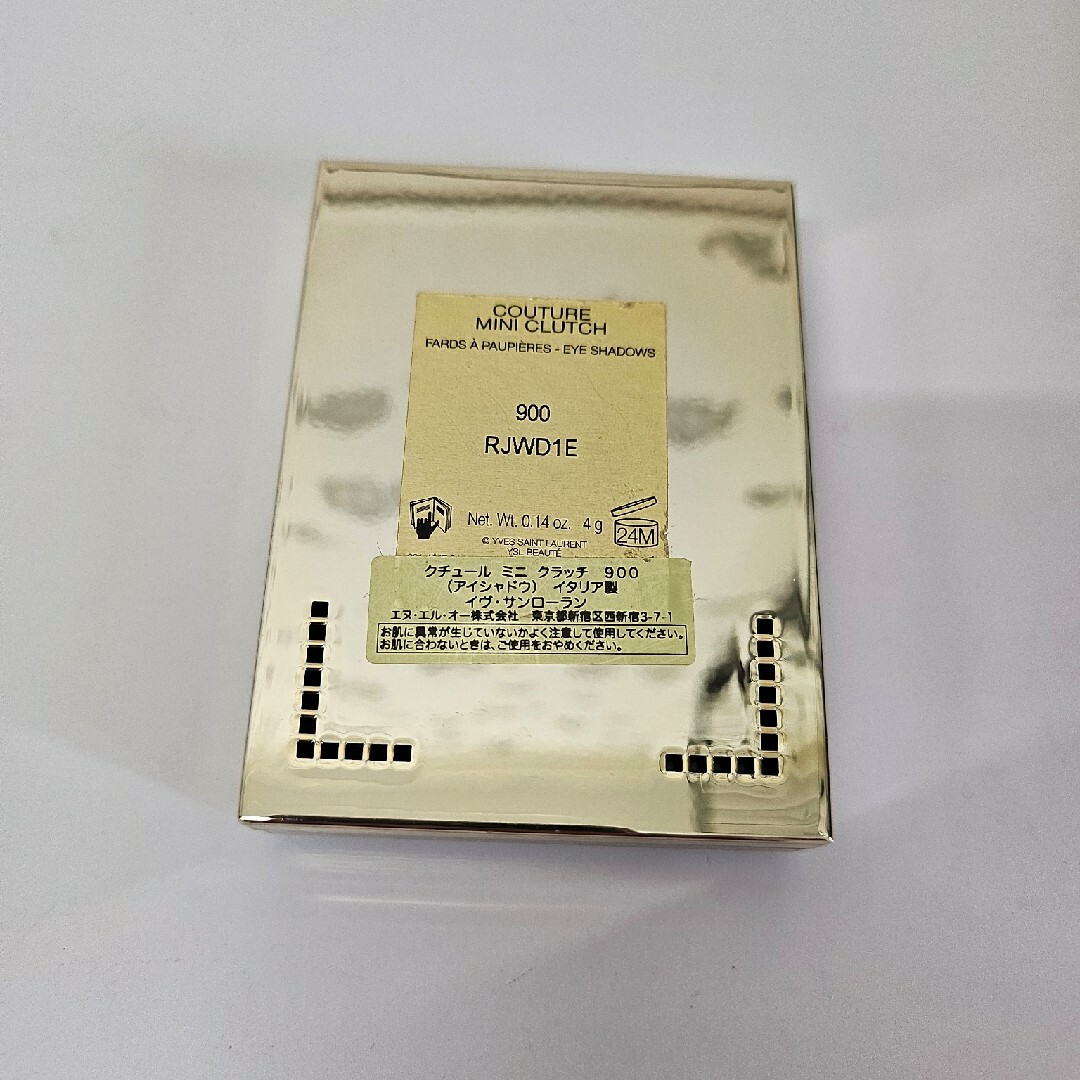 COUTURE
MINI CLUTCH
FARDS À PAUPIÈRES - EYE SHADOWS
900
RJWD1E
Net. Wt. 0.14 oz. 4 g
24M
© YVES SAINT LAURENT
YSL BEAUTÉ
クチュール ミニ クラッチ 900
(アイシャドウ) イタリア製
イヴ・サンローラン
エヌ・エル・オー株式会社 東京都新宿区西新宿3-7-1
お肌に異常が生じていないかよく注意して使用してください。
お肌に合わないときは、ご使用をおやめください。